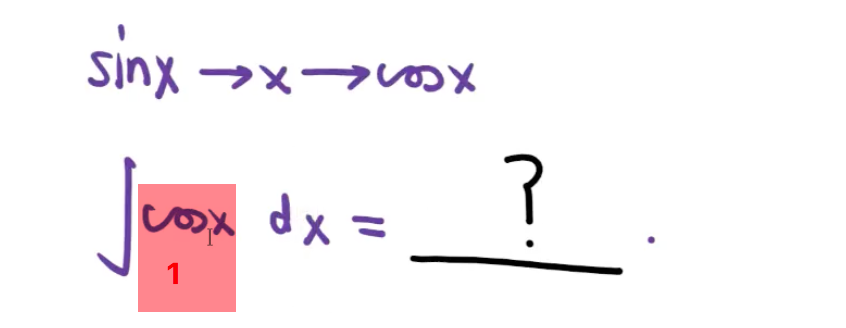 sinx → x → cosx
∫ cosx dx = ? .
1